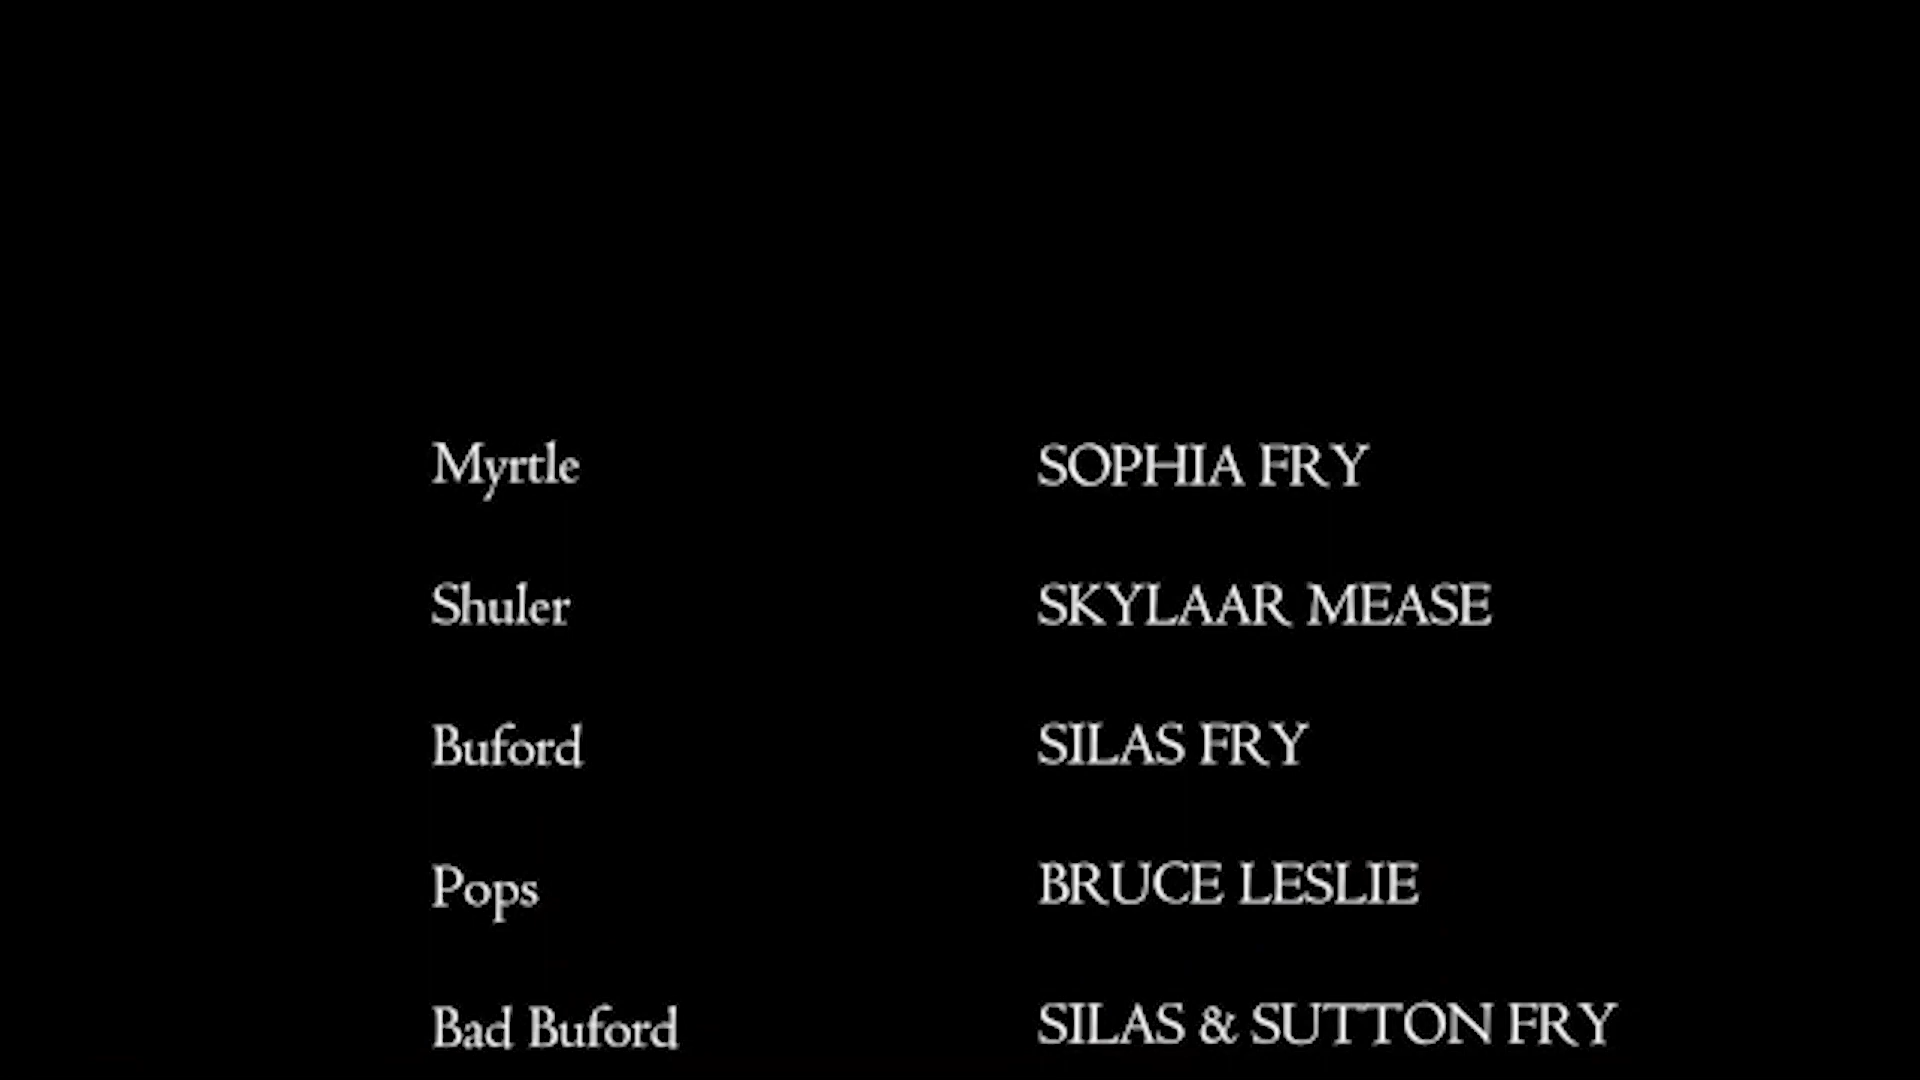 Myrtle SOPHIA FRY
Shuler SKYLAAR MEASE
Buford SILAS FRY
Pops BRUCE LESLIE
Bad Buford SILAS & SUTTON FRY